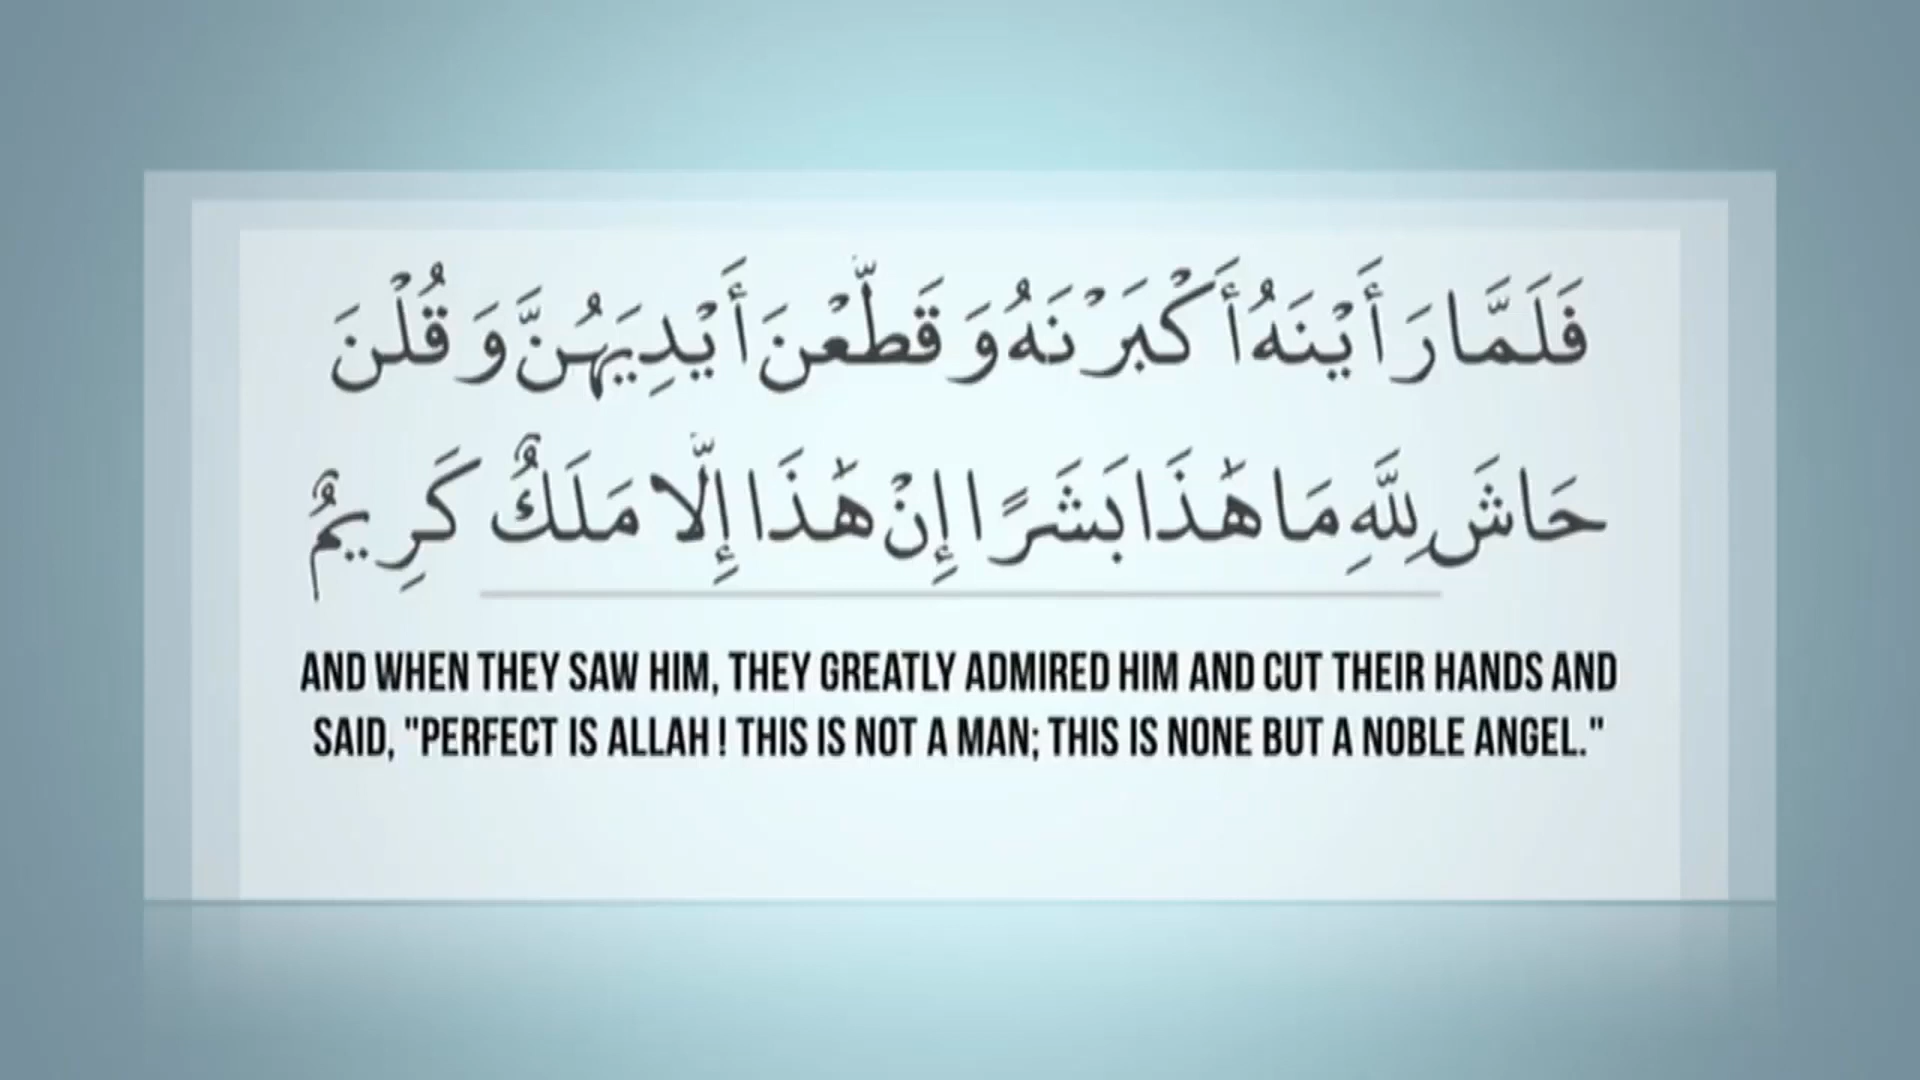 فَلَمَّا رَأَيْنَهُ أَكْبَرْنَهُ وَقَطَّعْنَ أَيْدِيَهُنَّ وَقُلْنَ
حَاشَ لِلَّهِ مَا هَٰذَا بَشَرًا إِنْ هَٰذَا إِلَّا مَلَكٌ كَرِيمٌ
AND WHEN THEY SAW HIM, THEY GREATLY ADMIRED HIM AND CUT THEIR HANDS AND
SAID, "PERFECT IS ALLAH ! THIS IS NOT A MAN; THIS IS NONE BUT A NOBLE ANGEL."